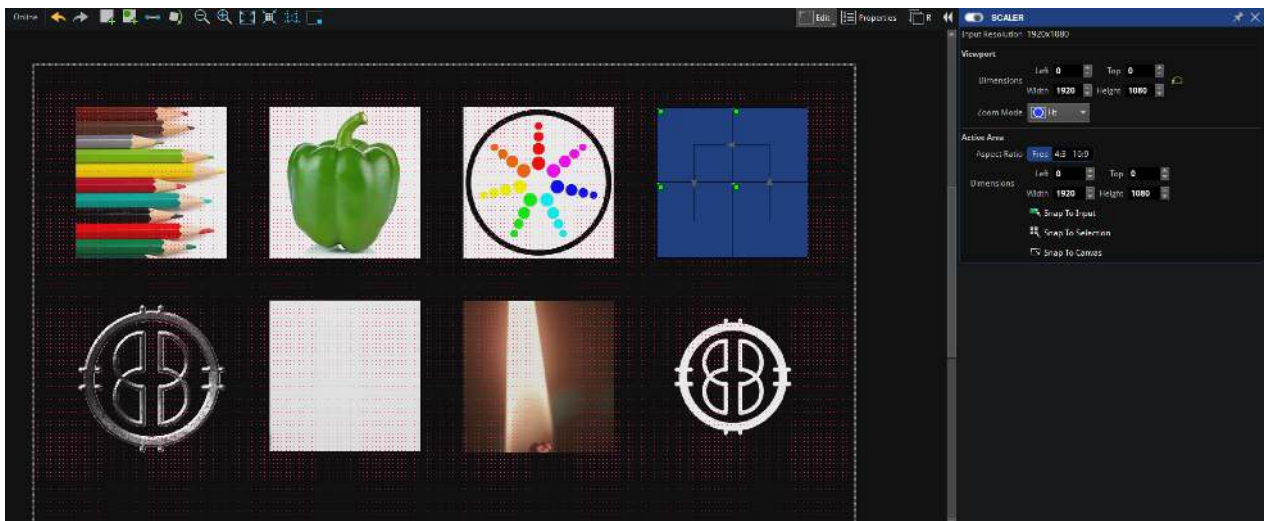 Online
Edit
Properties
R
SCALER
Input Resolution 1920x1080
Viewport
Left 0 Top 0
Dimensions
Width 1920 Height 1080
Zoom Mode Fit
Active Area
Aspect Ratio Free 4:3 16:9
Left 0 Top 0
Dimensions
Width 1920 Height 1080
Snap To Input
Snap To Selection
Snap To Canvas